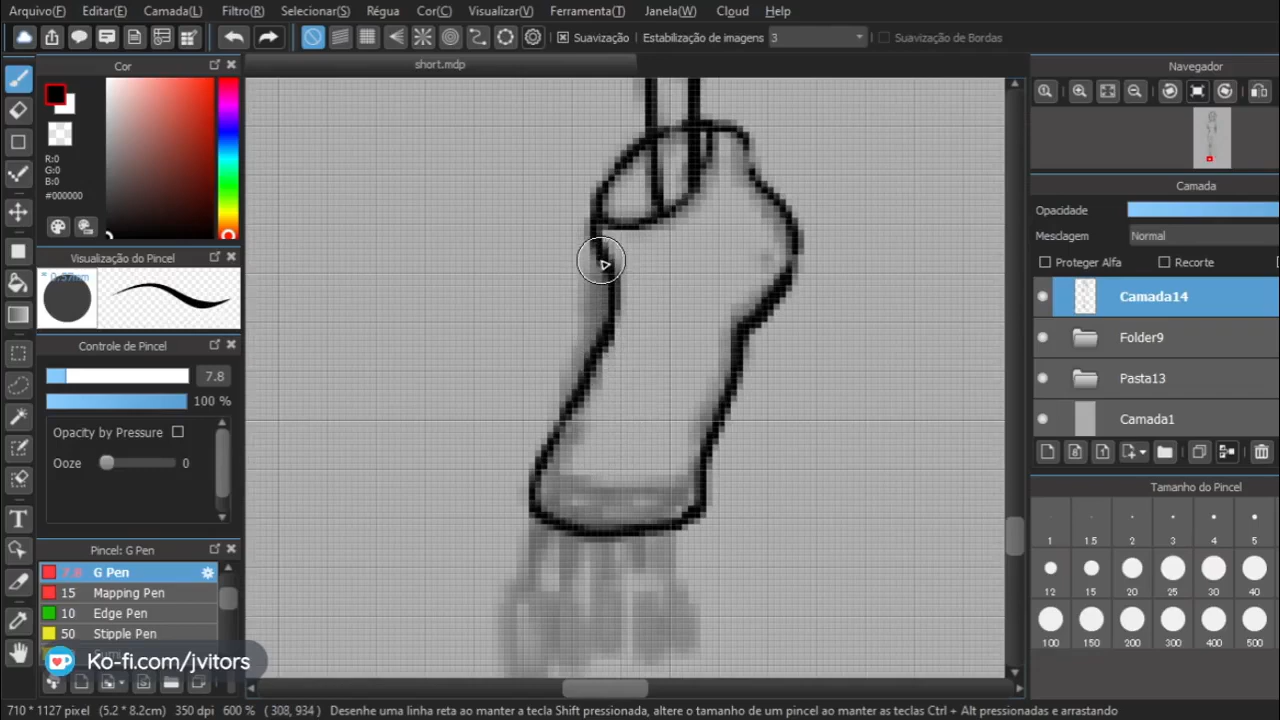 Arquivo(F) Editar(E) Camada(L) Filtro(R) Selecionar(S) Régua Cor(C) Visualizar(V) Ferramenta(T) Janela(W) Cloud Help
Suavização Estabilização de imagens 3 Suavização de Bordas
short.mdp
Cor
R:0
G:0
B:0
#000000
Visualização do Pincel
* 0.57mm
Controle de Pincel
7.8
100 %
Opacity by Pressure
Ooze 0
Pincel: G Pen
7.8 G Pen
15 Mapping Pen
10 Edge Pen
50 Stipple Pen
Ko-fi.com/jvitors
Navegador
Camada
Opacidade
Mesclagem Normal
Proteger Alfa Recorte
Camada14
Folder9
Pasta13
Camada1
Tamanho do Pincel
1 1.5 2 3 4 5
12 15 20 25 30 40
100 150 200 300 400 500
710 * 1127 pixel (5.2 * 8.2cm) 350 dpi 600 % ( 308, 934 ) Desenhe uma linha reta ao manter a tecla Shift pressionada, altere o tamanho de um pincel ao manter as teclas Ctrl + Alt pressionadas e arrastando